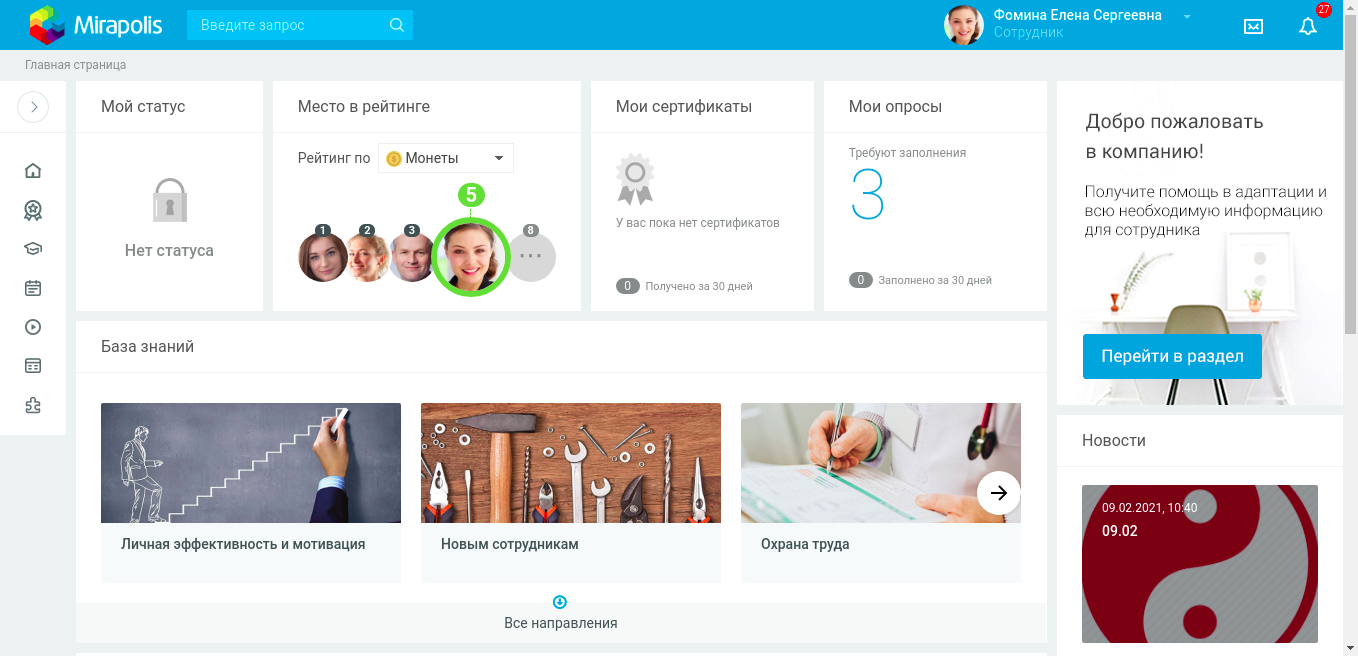 Mirapolis
Введите запрос
Фомина Елена Сергеевна
Сотрудник
27
Главная страница
Мой статус
Нет статуса
Место в рейтинге
Рейтинг по
Монеты
5
1
2
3
8
Мои сертификаты
У вас пока нет сертификатов
0 Получено за 30 дней
Мои опросы
Требуют заполнения
3
0 Заполнено за 30 дней
Добро пожаловать
в компанию!
Получите помощь в адаптации и
всю необходимую информацию
для сотрудника
Перейти в раздел
База знаний
Личная эффективность и мотивация
Новым сотрудникам
Охрана труда
Все направления
Новости
09.02.2021, 10:40
09.02